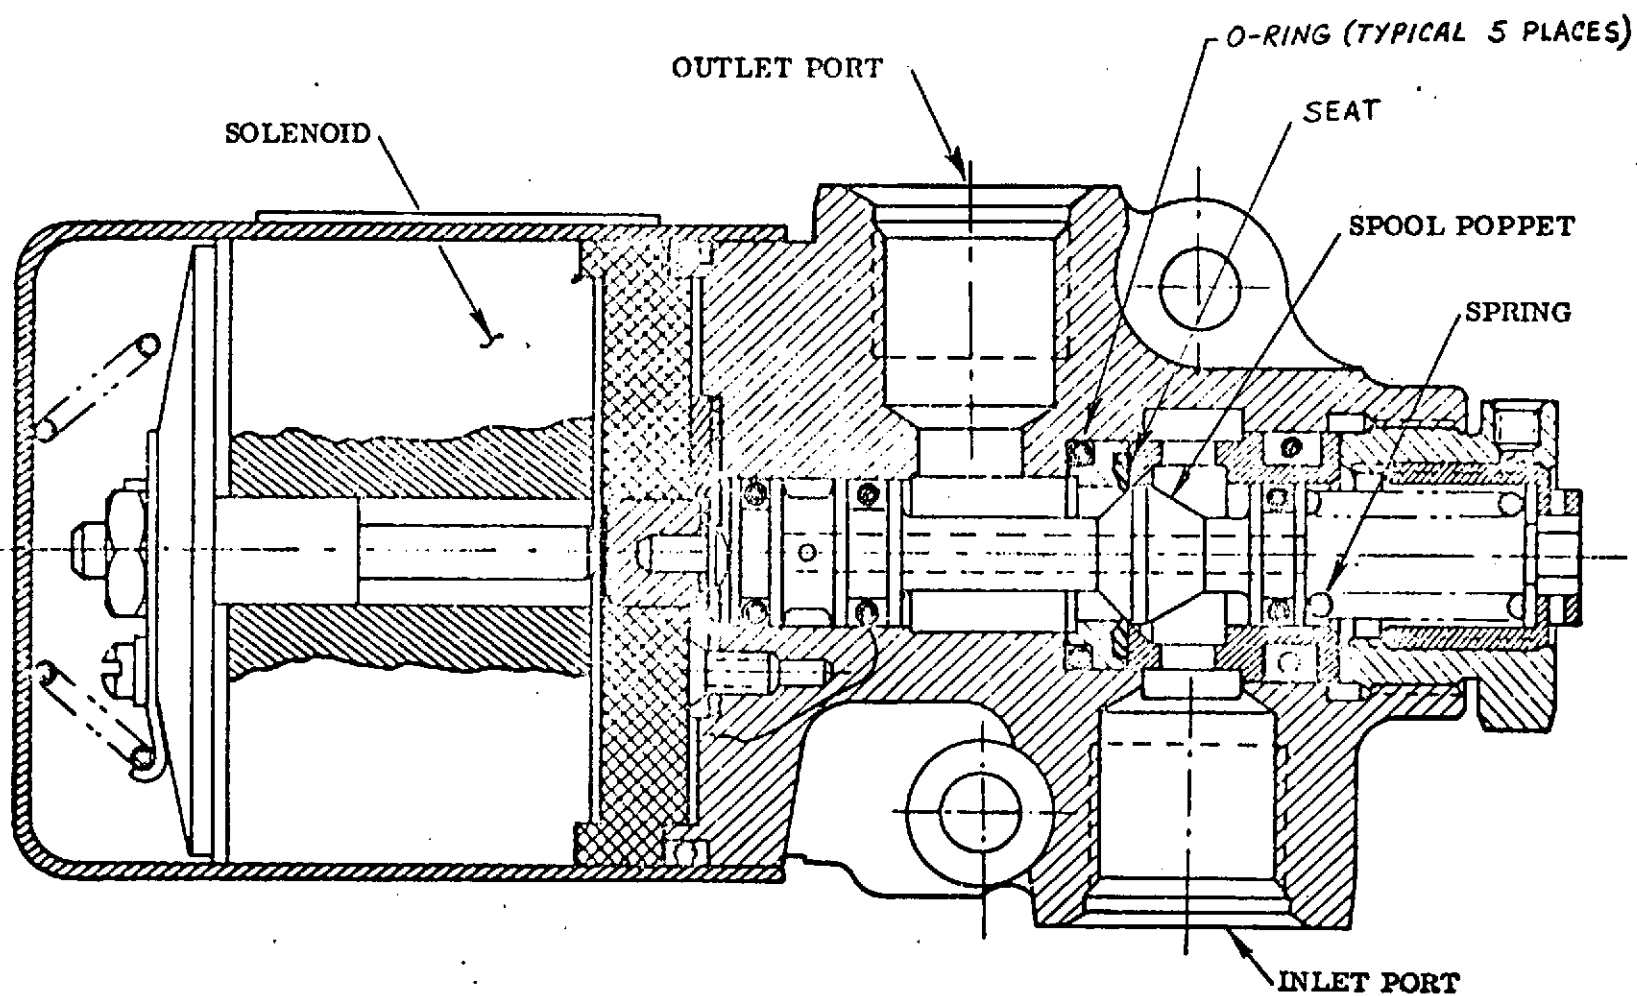 O-RING (TYPICAL 5 PLACES)
OUTLET PORT
SEAT
SOLENOID
SPOOL POPPET
SPRING
INLET PORT